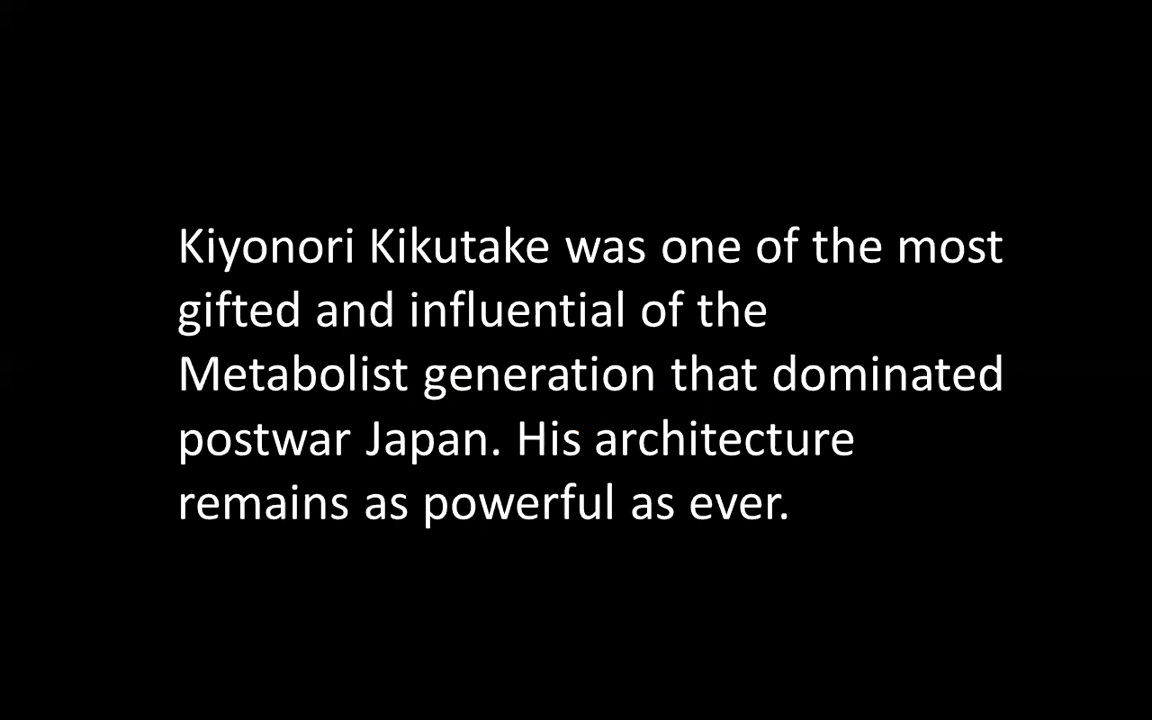 Kiyonori Kikutake was one of the most
gifted and influential of the
Metabolist generation that dominated
postwar Japan. His architecture
remains as powerful as ever.